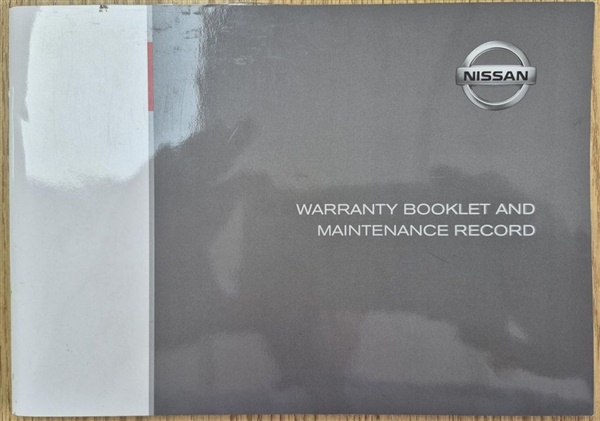 NISSAN
WARRANTY BOOKLET AND
MAINTENANCE RECORD